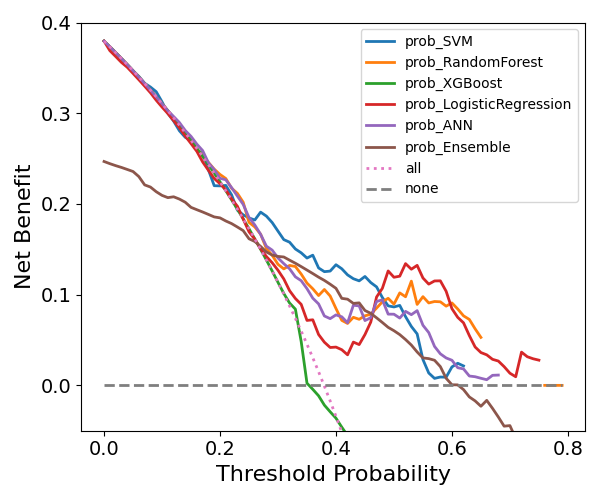 0.4
prob_SVM
prob_RandomForest
prob_XGBoost
prob_LogisticRegression
prob_ANN
prob_Ensemble
all
none
0.3
0.2
0.1
0.0
Net Benefit
0.0
0.2
0.4
0.6
0.8
Threshold Probability